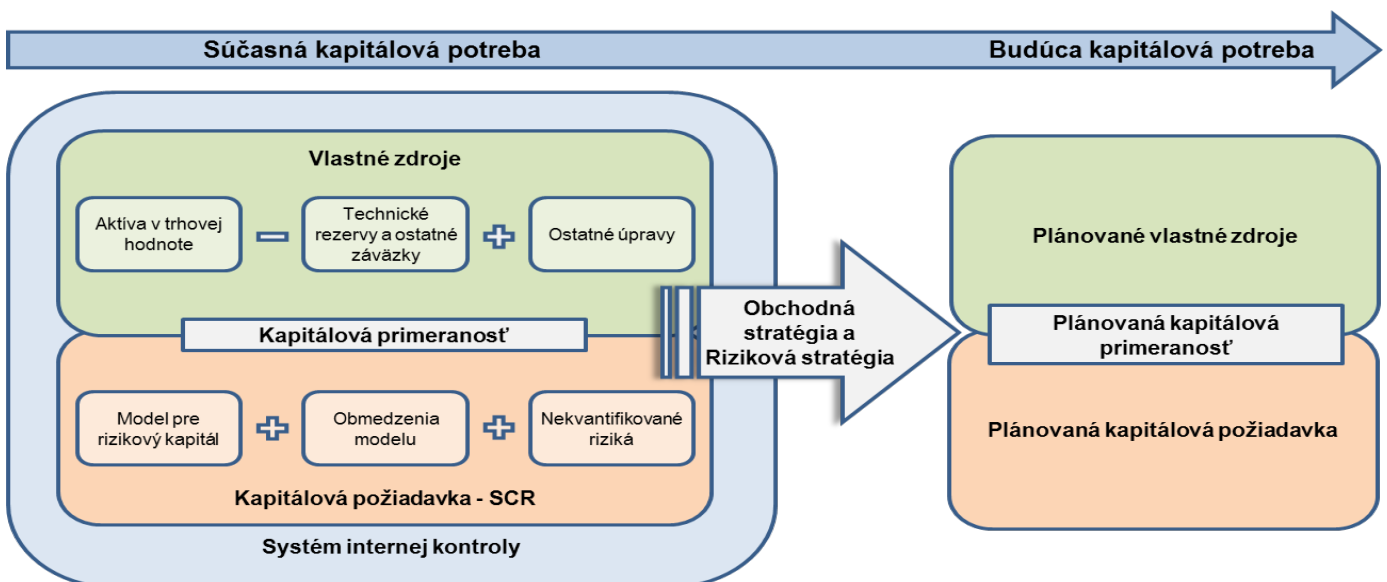 Súčasná kapitálová potreba
Budúca kapitálová potreba
Vlastné zdroje
Aktíva v trhovej
hodnote
Technické
rezervy a ostatné
záväzky
Ostatné úpravy
Kapitálová primeranosť
Model pre
rizikový kapitál
Obmedzenia
modelu
Nekvantifikované
riziká
Kapitálová požiadavka - SCR
Systém internej kontroly
Obchodná
stratégia a
Riziková stratégia
Plánované vlastné zdroje
Plánovaná kapitálová
primeranosť
Plánovaná kapitálová požiadavka